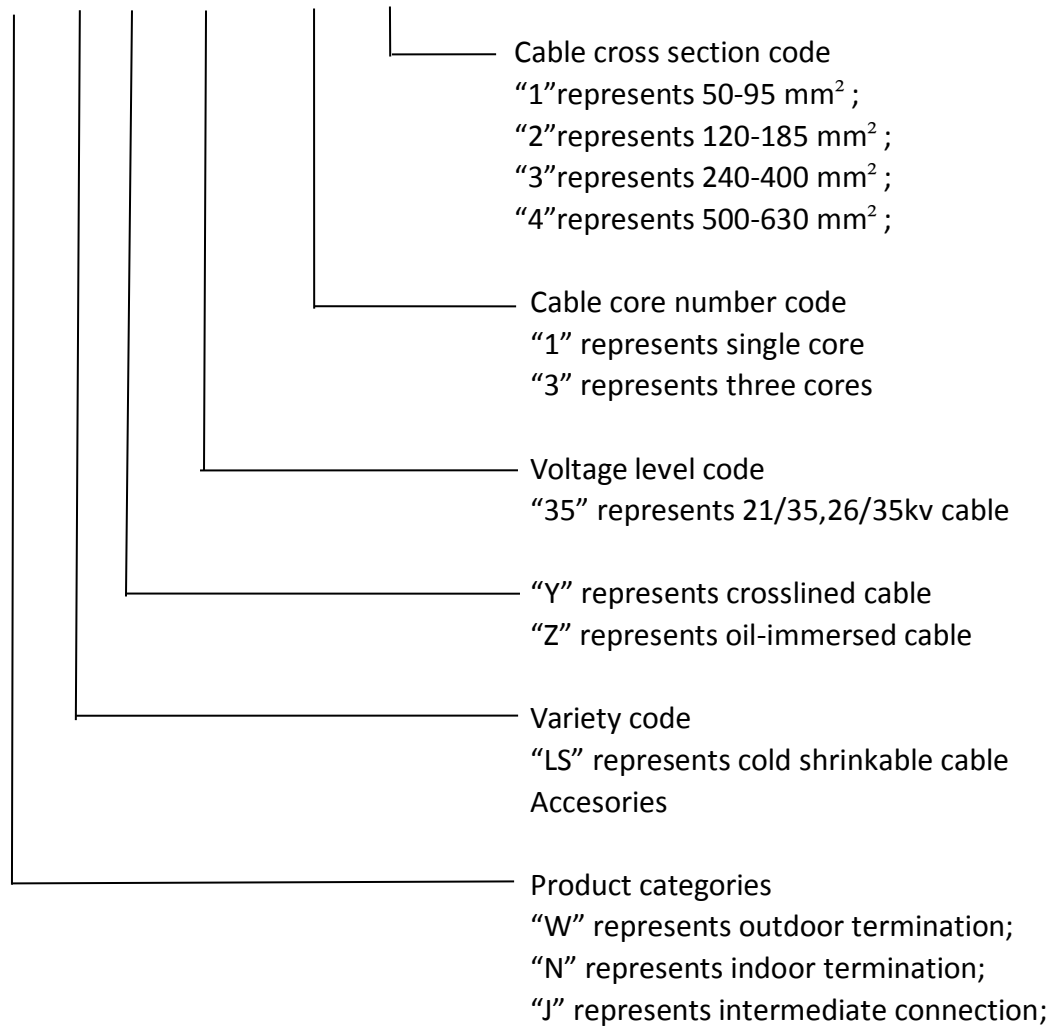 Cable cross section code
“1”represents 50-95 mm² ;
“2”represents 120-185 mm² ;
“3”represents 240-400 mm² ;
“4”represents 500-630 mm² ;
Cable core number code
“1” represents single core
“3” represents three cores
Voltage level code
“35” represents 21/35,26/35kv cable
“Y” represents crosslined cable
“Z” represents oil-immersed cable
Variety code
“LS” represents cold shrinkable cable
Accesories
Product categories
“W” represents outdoor termination;
“N” represents indoor termination;
“J” represents intermediate connection;